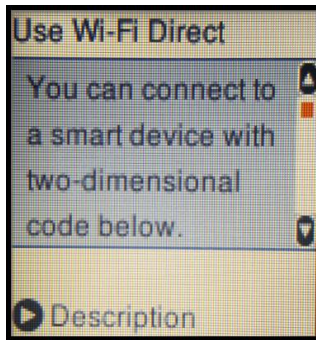 Use Wi-Fi Direct
You can connect to
a smart device with
two-dimensional
code below.
Description